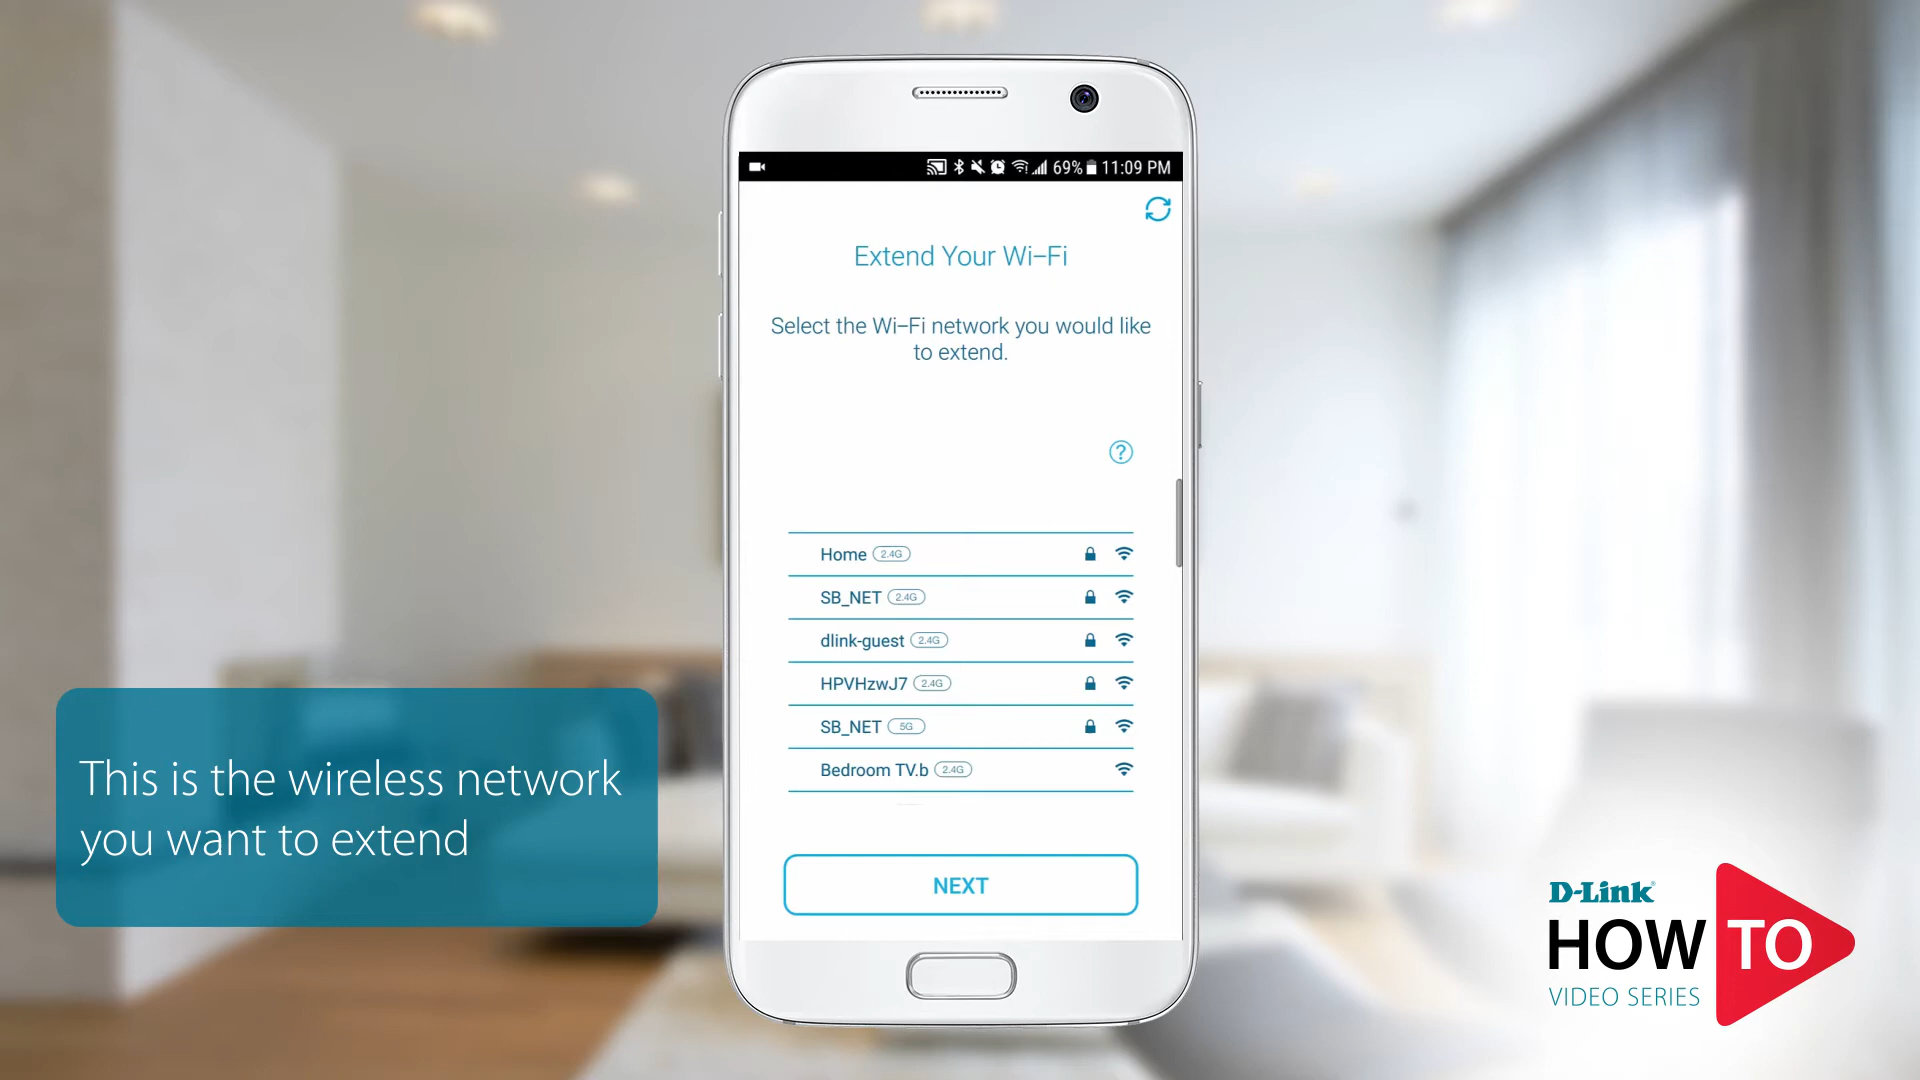 69% 11:09 PM
Extend Your Wi-Fi
Select the Wi-Fi network you would like
to extend.
?
Home 2.4G
SB_NET 2.4G
dlink-guest 2.4G
HPVHzwJ7 2.4G
SB_NET 5G
Bedroom TV.b 2.4G
NEXT
This is the wireless network
you want to extend
D-Link®
HOW TO
VIDEO SERIES